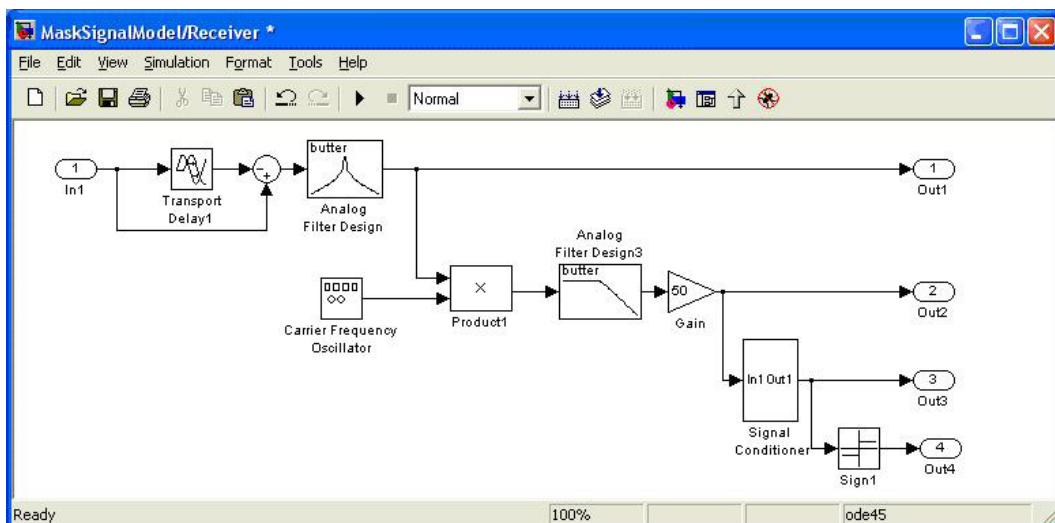 MaskSignalModel/Receiver *
File Edit View Simulation Format Tools Help
Normal
1
In1
Transport
Delay1
- +
butter
Analog
Filter Design
1
Out1
Carrier Frequency
Oscillator
×
Product1
Analog
Filter Design3
butter
50
Gain
2
Out2
In1 Out1
Signal
Conditioner
3
Out3
Sign1
4
Out4
Ready 100% ode45